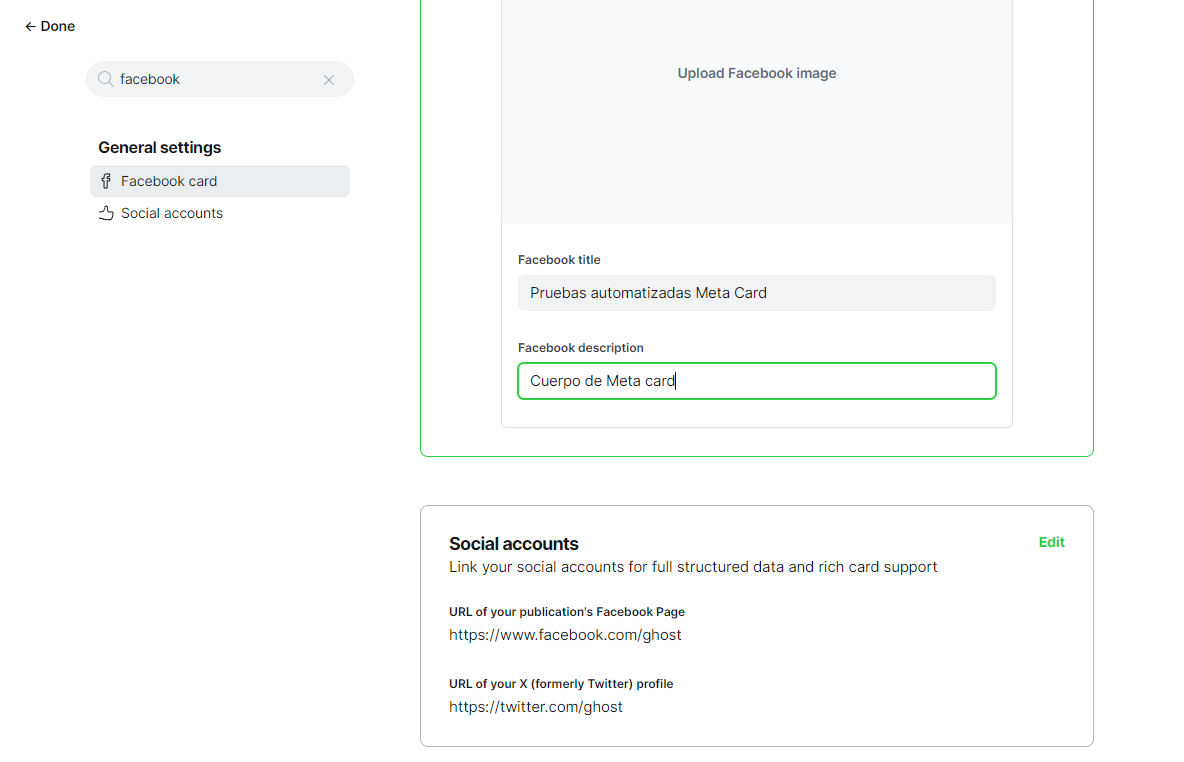 ← Done
facebook
General settings
Facebook card
Social accounts
Upload Facebook image
Facebook title
Pruebas automatizadas Meta Card
Facebook description
Cuerpo de Meta card
Social accounts
Edit
Link your social accounts for full structured data and rich card support
URL of your publication's Facebook Page
https://www.facebook.com/ghost
URL of your X (formerly Twitter) profile
https://twitter.com/ghost